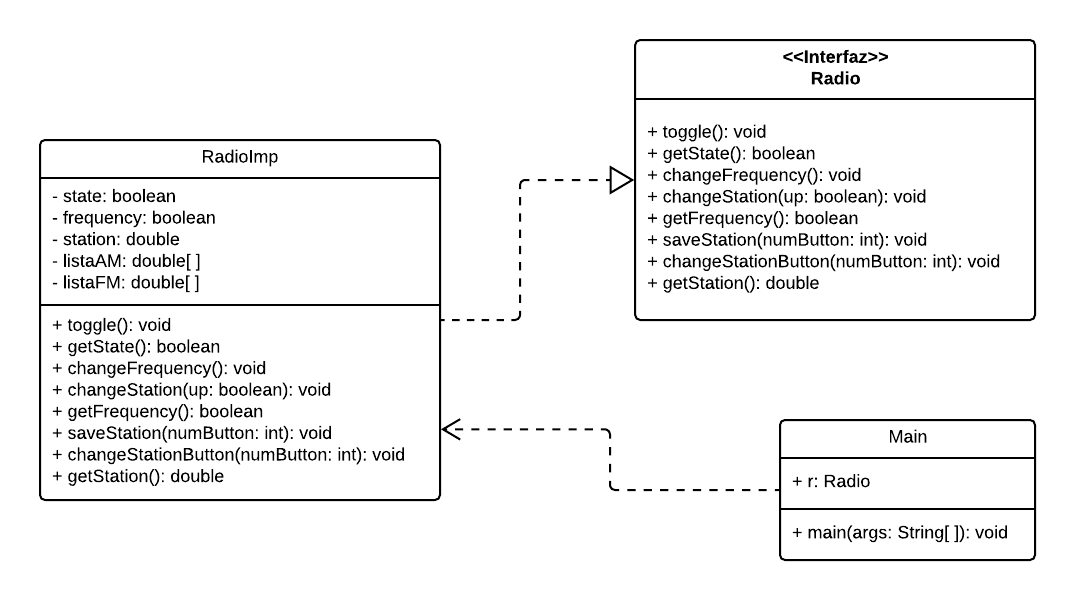 <<Interfaz>>
Radio
+ toggle(): void
+ getState(): boolean
+ changeFrequency(): void
+ changeStation(up: boolean): void
+ getFrequency(): boolean
+ saveStation(numButton: int): void
+ changeStationButton(numButton: int): void
+ getStation(): double
RadioImp
- state: boolean
- frequency: boolean
- station: double
- listaAM: double[ ]
- listaFM: double[ ]
+ toggle(): void
+ getState(): boolean
+ changeFrequency(): void
+ changeStation(up: boolean): void
+ getFrequency(): boolean
+ saveStation(numButton: int): void
+ changeStationButton(numButton: int): void
+ getStation(): double
Main
+ r: Radio
+ main(args: String[ ]): void